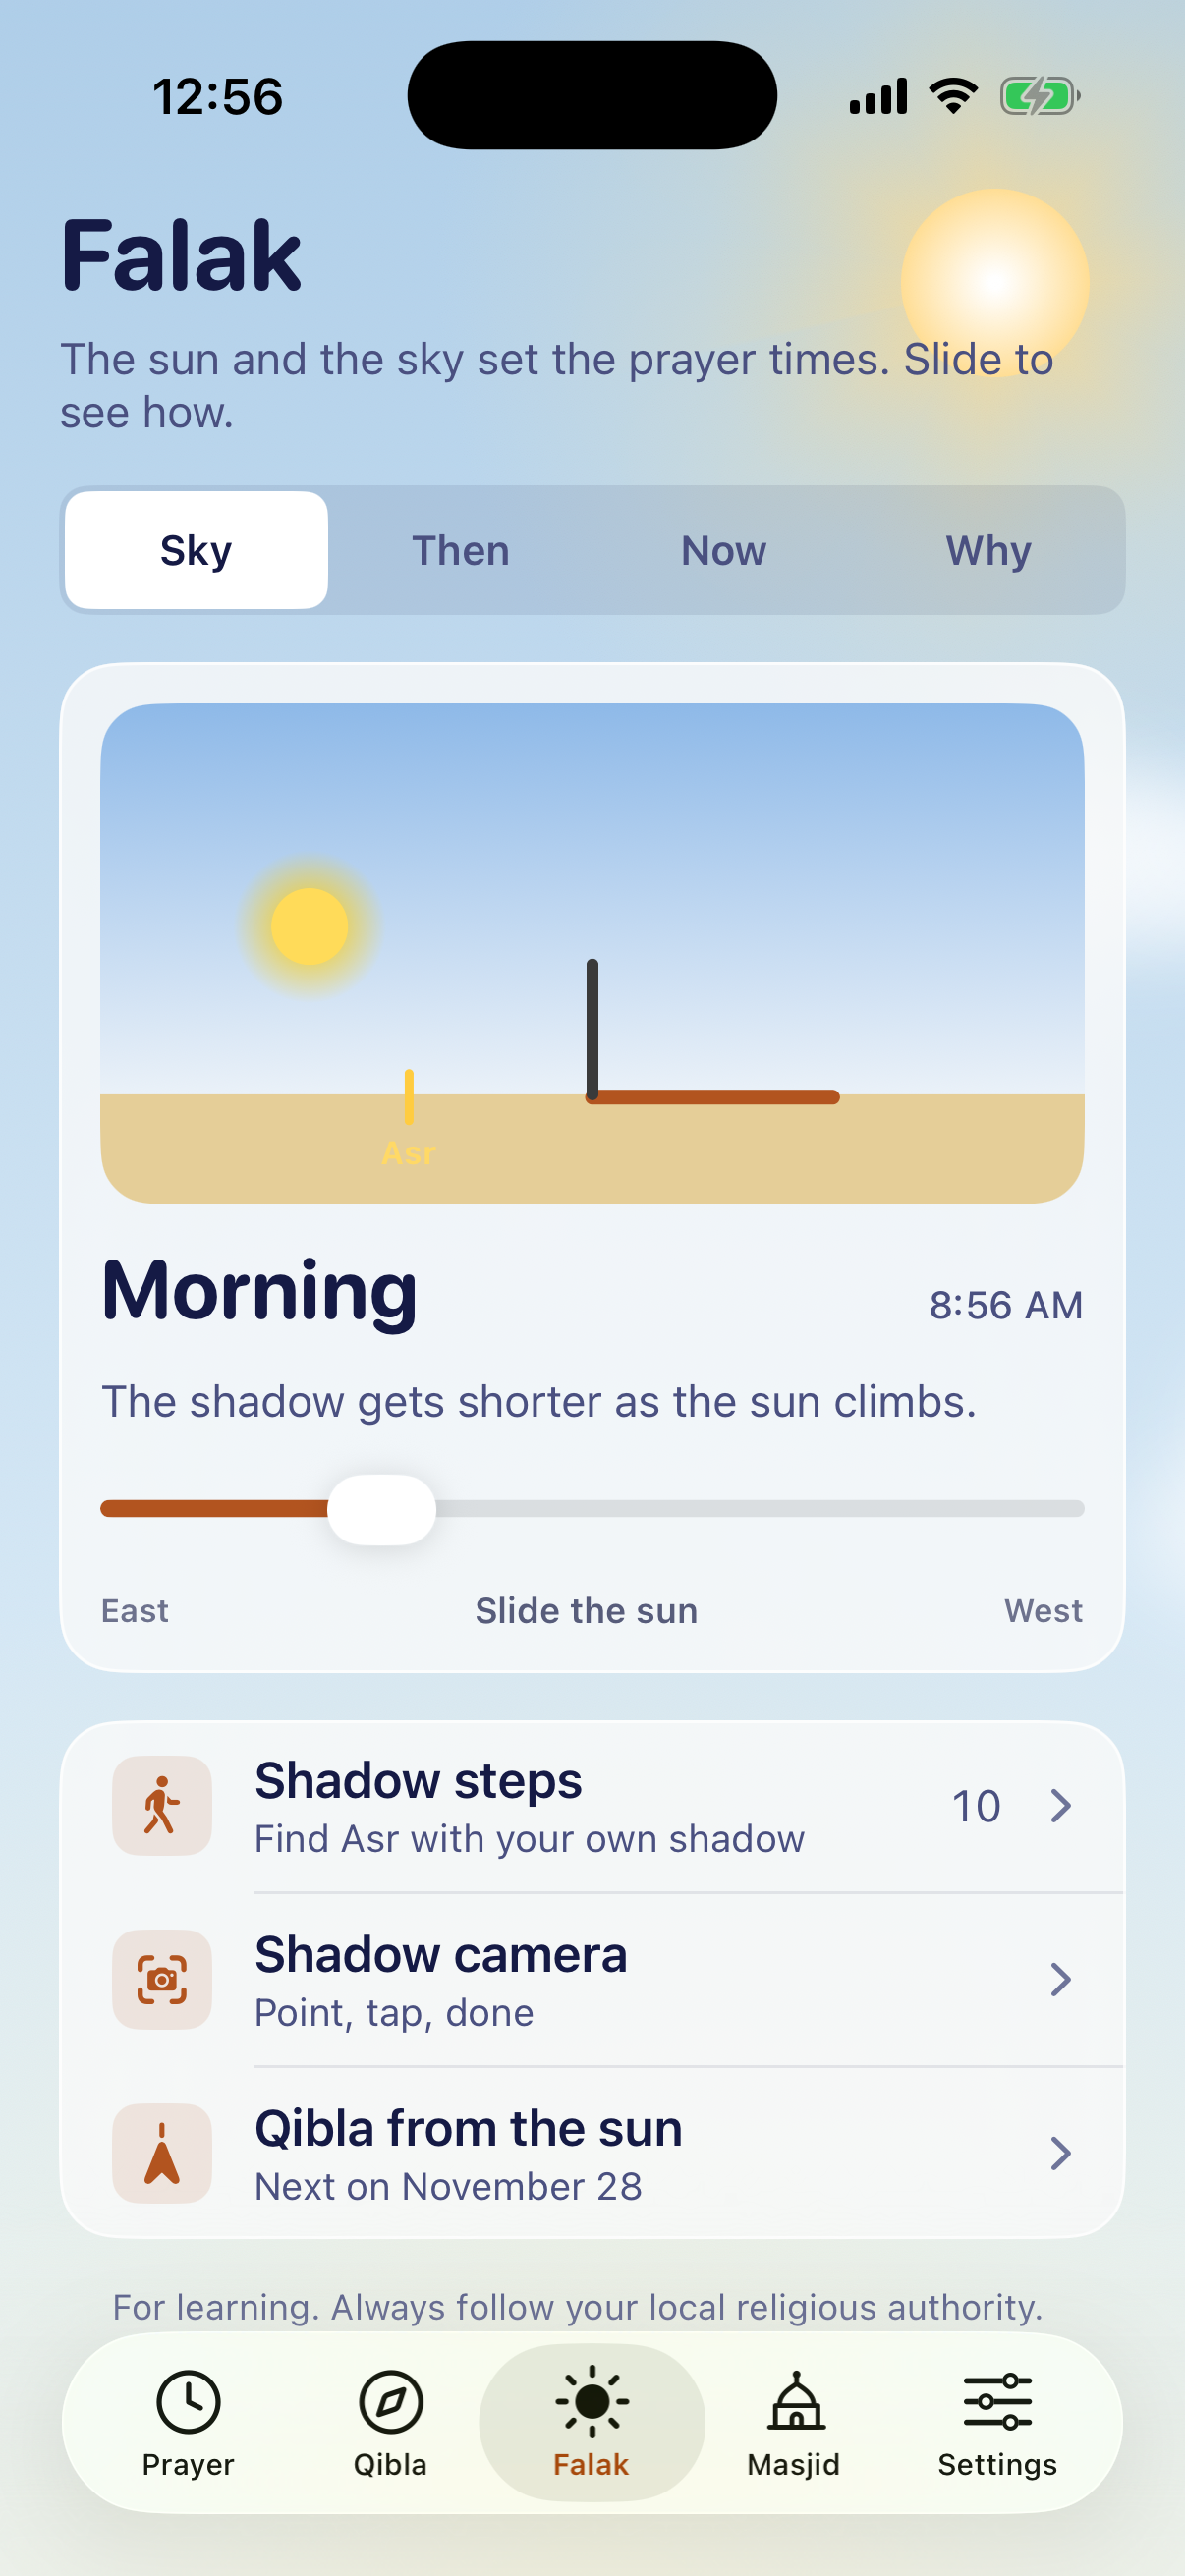 12:56
Falak
The sun and the sky set the prayer times. Slide to
see how.
Sky
Then
Now
Why
Asr
Morning
8:56 AM
The shadow gets shorter as the sun climbs.
East
Slide the sun
West
Shadow steps
Find Asr with your own shadow
10
Shadow camera
Point, tap, done
Qibla from the sun
Next on November 28
For learning. Always follow your local religious authority.
Prayer
Qibla
Falak
Masjid
Settings